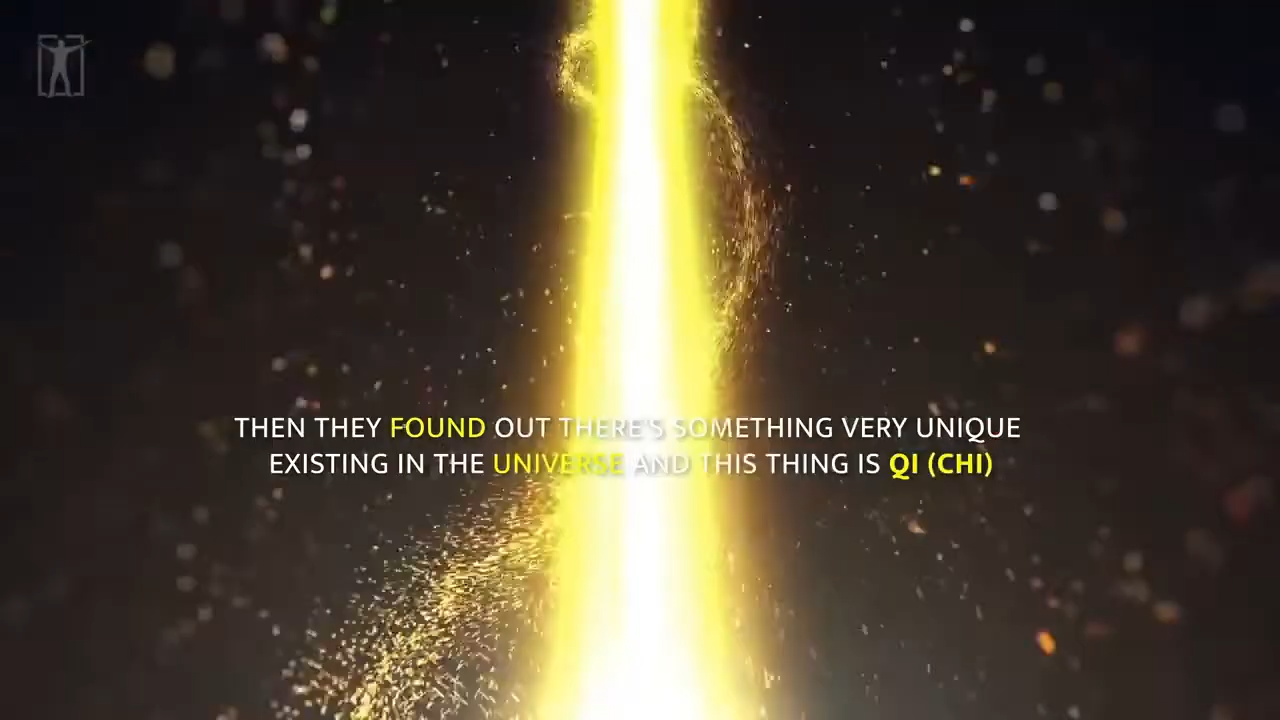 THEN THEY FOUND OUT THERE'S SOMETHING VERY UNIQUE
EXISTING IN THE UNIVERSE AND THIS THING IS QI (CHI)